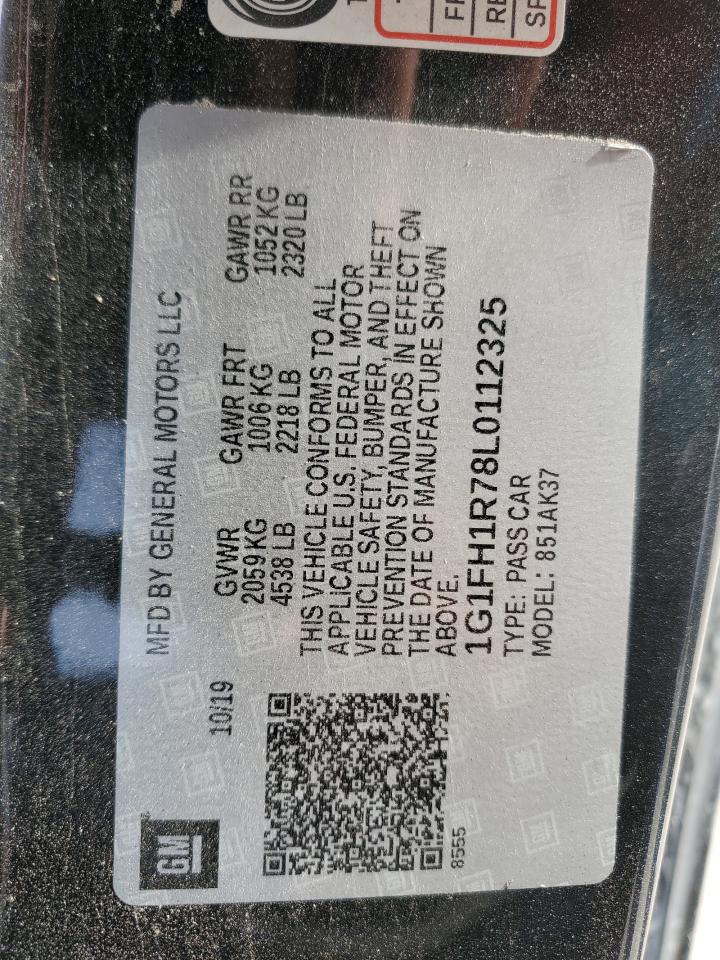 GM
MFD BY GENERAL MOTORS LLC
10/19
GVWR GAWR FRT GAWR RR
2059 KG 1006 KG 1052 KG
4538 LB 2218 LB 2320 LB
THIS VEHICLE CONFORMS TO ALL
APPLICABLE U.S. FEDERAL MOTOR
VEHICLE SAFETY, BUMPER, AND THEFT
PREVENTION STANDARDS IN EFFECT ON
THE DATE OF MANUFACTURE SHOWN
ABOVE.
1G1FH1R78L0112325
TYPE: PASS CAR
MODEL: 851AK37
8555